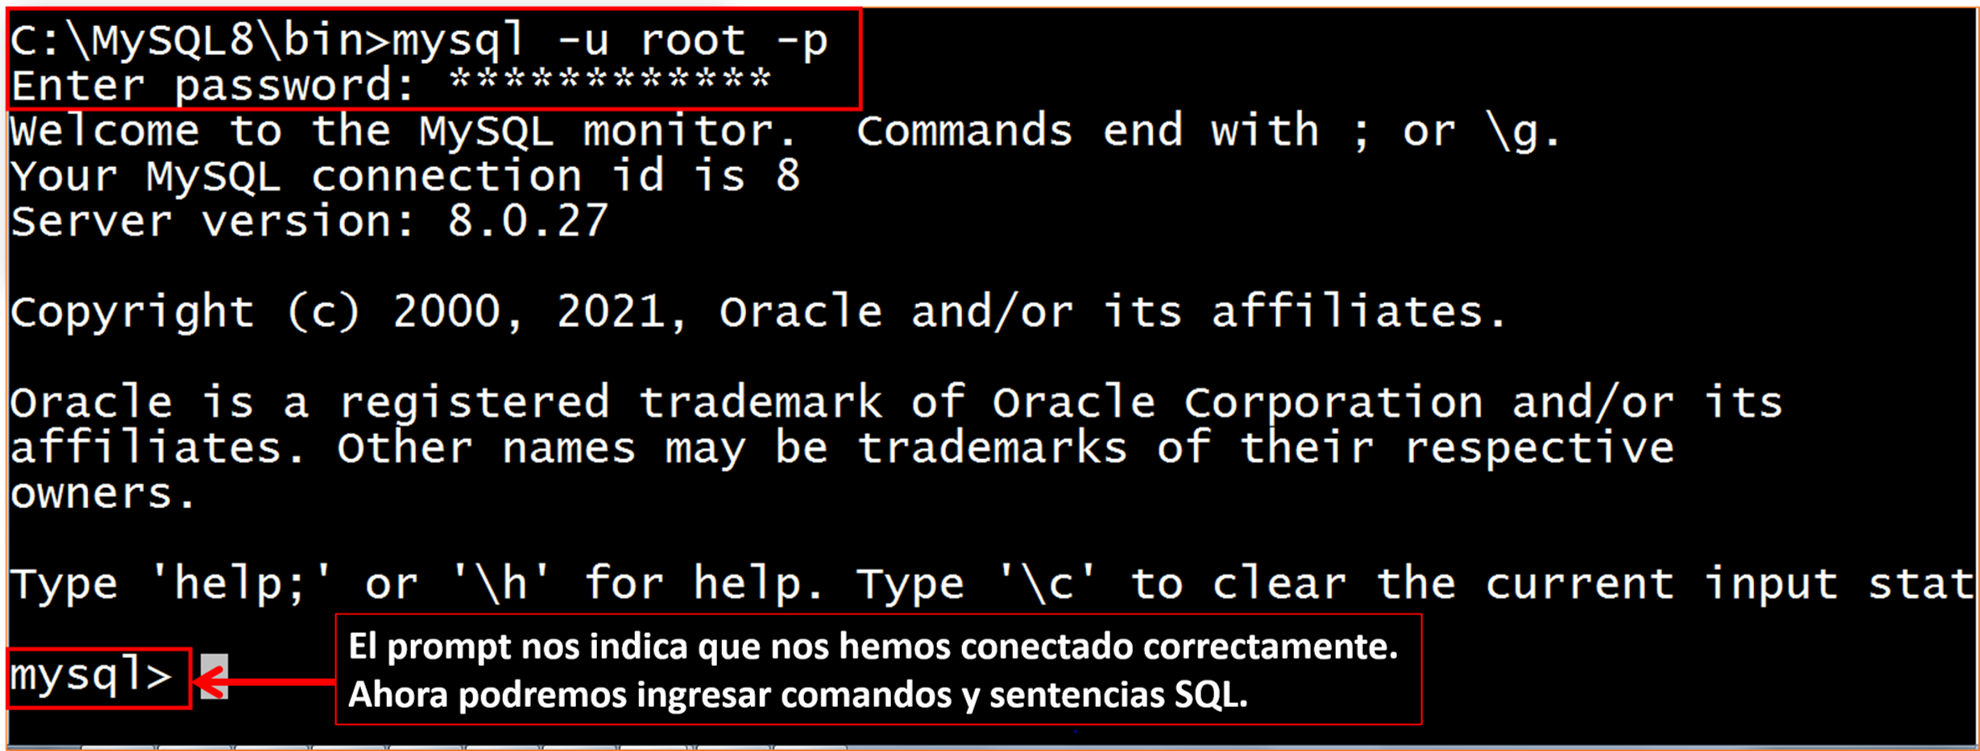 C:\MySQL8\bin>mysql -u root -p
Enter password: ************
Welcome to the MySQL monitor.  Commands end with ; or \g.
Your MySQL connection id is 8
Server version: 8.0.27
Copyright (c) 2000, 2021, Oracle and/or its affiliates.
Oracle is a registered trademark of Oracle Corporation and/or its
affiliates. Other names may be trademarks of their respective
owners.
Type 'help;' or '\h' for help. Type '\c' to clear the current input stat
El prompt nos indica que nos hemos conectado correctamente.
mysql>
Ahora podremos ingresar comandos y sentencias SQL.